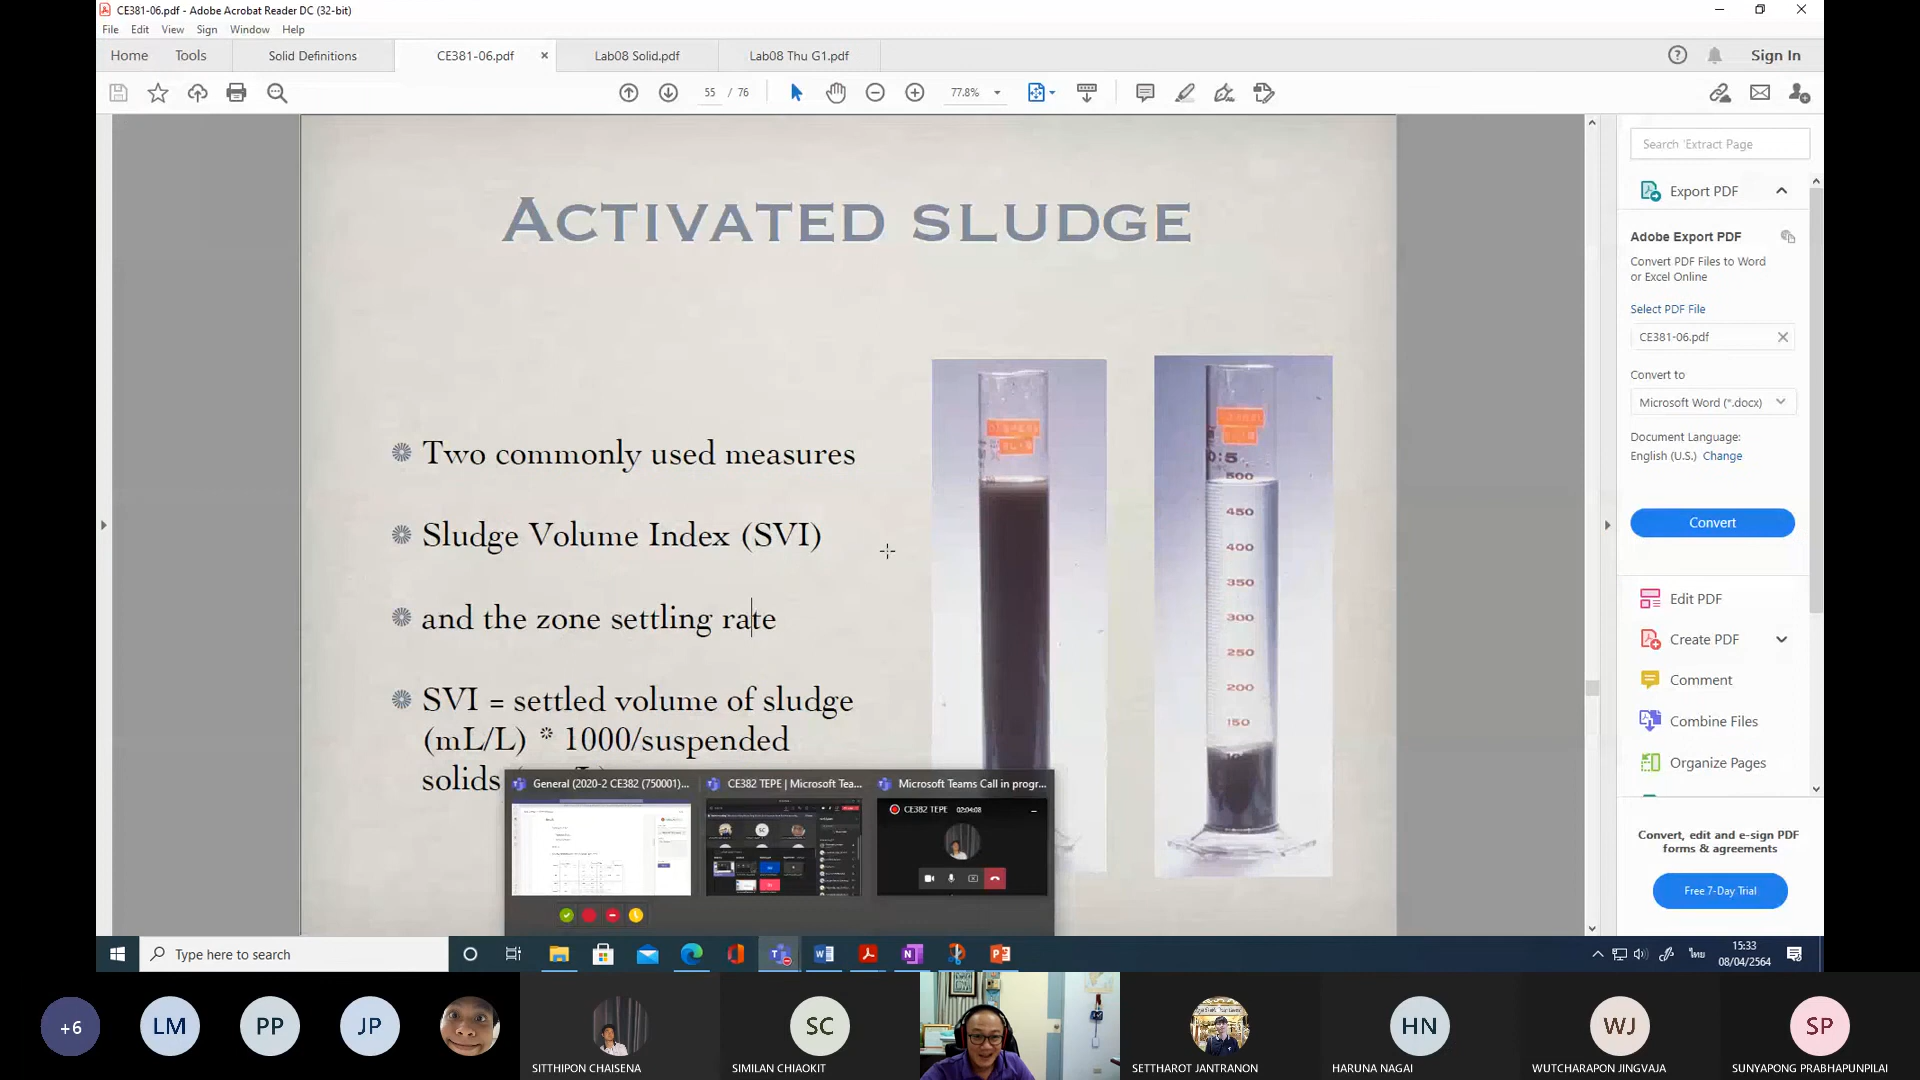 CE381-06.pdf - Adobe Acrobat Reader DC (32-bit)
File Edit View Sign Window Help
Home Tools Solid Definitions CE381-06.pdf Lab08 Solid.pdf Lab08 Thu G1.pdf Sign In
55 / 76 77.8%
ACTIVATED SLUDGE
Two commonly used measures
Sludge Volume Index (SVI)
and the zone settling rate
SVI = settled volume of sludge
(mL/L) * 1000/suspended
solids
500
450
400
350
300
250
200
150
Search 'Extract Page
Export PDF
Adobe Export PDF
Convert PDF Files to Word
or Excel Online
Select PDF File
CE381-06.pdf
Convert to
Microsoft Word (*.docx)
Document Language:
English (U.S.) Change
Convert
Edit PDF
Create PDF
Comment
Combine Files
Organize Pages
Convert, edit and e-sign PDF
forms & agreements
Free 7-Day Trial
General (2020-2 CE382 (750001)...
CE382 TEPE | Microsoft Tea...
Microsoft Teams Call in progr...
CE382 TEPE 02:04:08
Type here to search
ไทย
15:33
08/04/2564
+6 LM PP JP SC HN WJ SP
SITTHIPON CHAISENA SIMILAN CHIAOKIT SETTHAROT JANTRANON HARUNA NAGAI WUTCHARAPON JINGVAJA SUNYAPONG PRABHAPUNPILAI